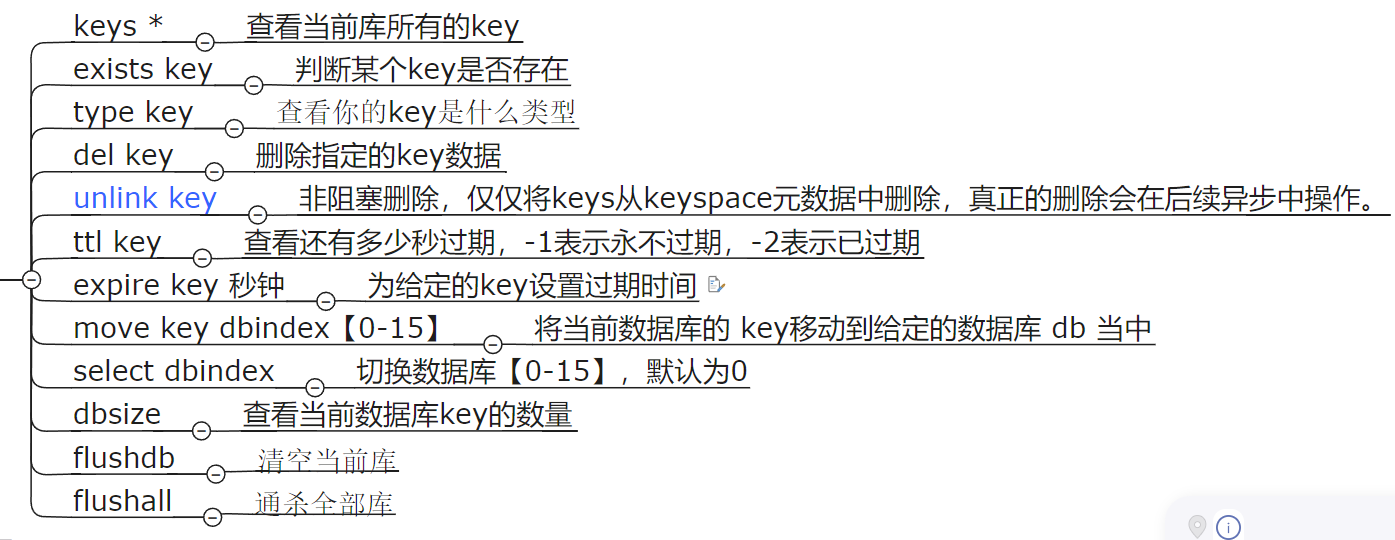 keys * 查看当前库所有的key
exists key 判断某个key是否存在
type key 查看你的key是什么类型
del key 删除指定的key数据
unlink key 非阻塞删除，仅仅将keys从keyspace元数据中删除，真正的删除会在后续异步中操作。
ttl key 查看还有多少秒过期，-1表示永不过期，-2表示已过期
expire key 秒钟 为给定的key设置过期时间
move key dbindex【0-15】 将当前数据库的 key移动到给定的数据库 db 当中
select dbindex 切换数据库【0-15】，默认为0
dbsize 查看当前数据库key的数量
flushdb 清空当前库
flushall 通杀全部库